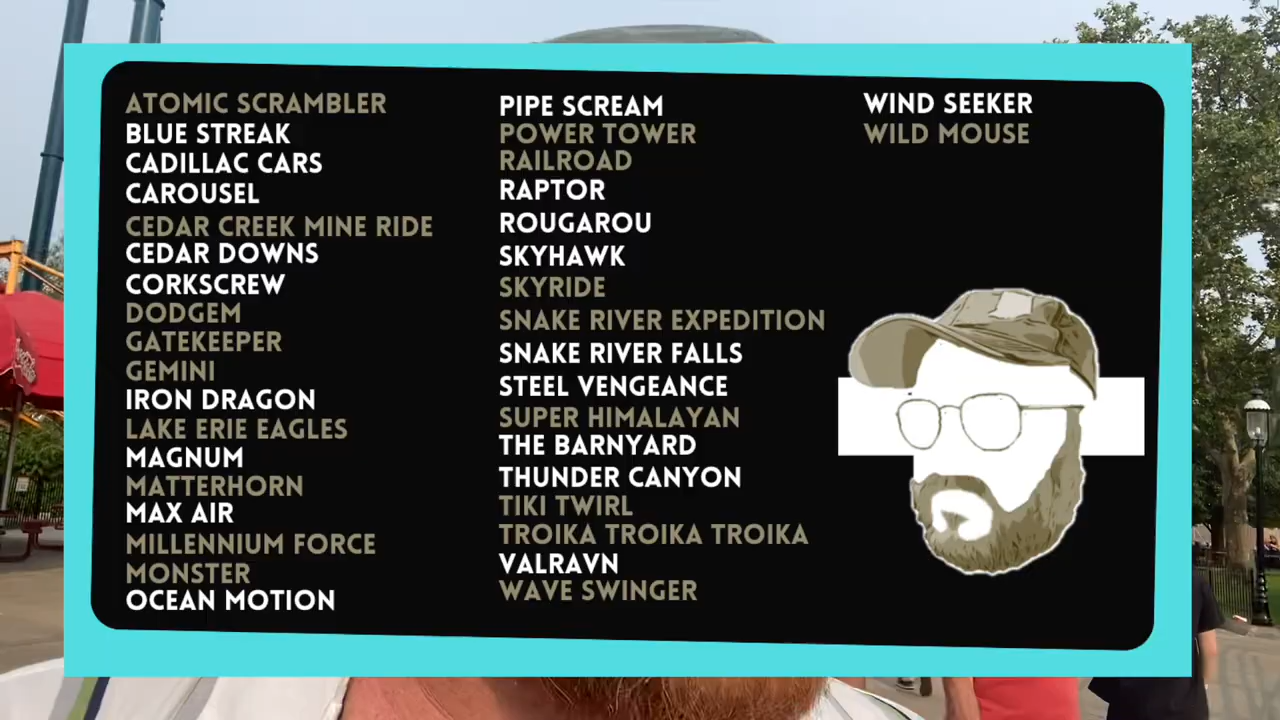 ATOMIC SCRAMBLER
BLUE STREAK
CADILLAC CARS
CAROUSEL
CEDAR CREEK MINE RIDE
CEDAR DOWNS
CORKSCREW
DODGEM
GATEKEEPER
GEMINI
IRON DRAGON
LAKE ERIE EAGLES
MAGNUM
MATTERHORN
MAX AIR
MILLENNIUM FORCE
MONSTER
OCEAN MOTION
PIPE SCREAM
POWER TOWER
RAILROAD
RAPTOR
ROUGAROU
SKYHAWK
SKYRIDE
SNAKE RIVER EXPEDITION
SNAKE RIVER FALLS
STEEL VENGEANCE
SUPER HIMALAYAN
THE BARNYARD
THUNDER CANYON
TIKI TWIRL
TROIKA TROIKA TROIKA
VALRAVN
WAVE SWINGER
WIND SEEKER
WILD MOUSE